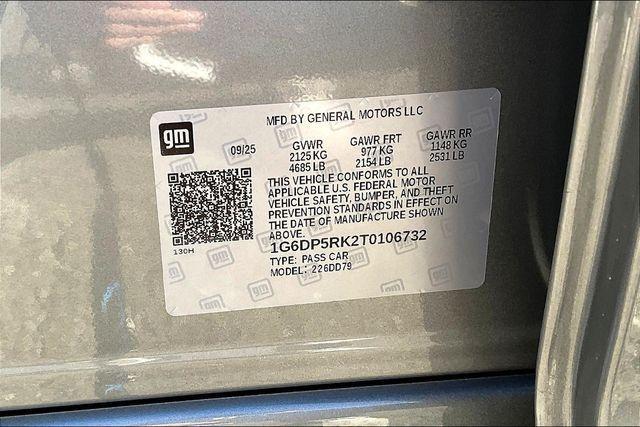 MFD BY GENERAL MOTORS LLC
gm
09/25
GVWR
2125 KG
4685 LB
GAWR FRT
977 KG
2154 LB
GAWR RR
1148 KG
2531 LB
THIS VEHICLE CONFORMS TO ALL
APPLICABLE U.S. FEDERAL MOTOR
VEHICLE SAFETY, BUMPER, AND THEFT
PREVENTION STANDARDS IN EFFECT ON
THE DATE OF MANUFACTURE SHOWN
ABOVE.
130H
1G6DP5RK2T0106732
TYPE: PASS CAR
MODEL: 226DD79